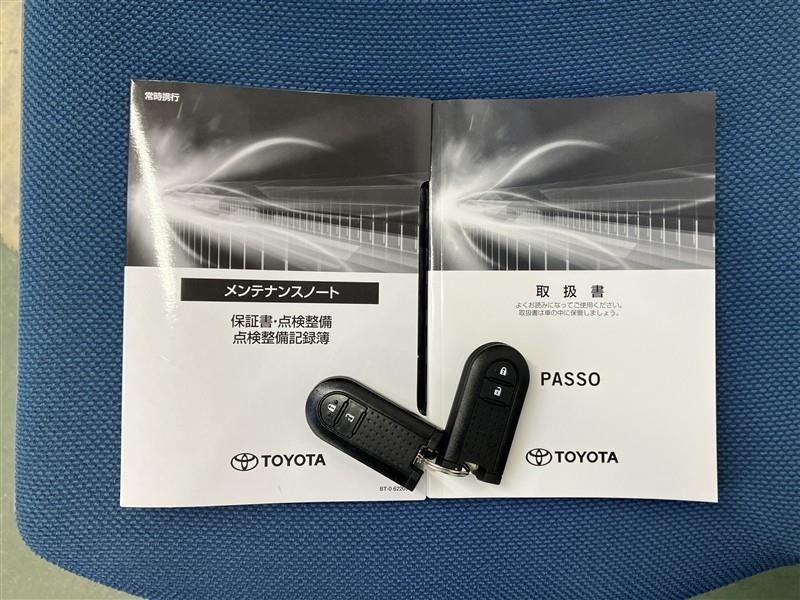 常時携行
メンテナンスノート
保証書・点検整備
点検整備記録簿
TOYOTA
取扱書
よくお読みになってご使用ください。
取扱書は車の中に保管しましょう。
PASSO
TOYOTA